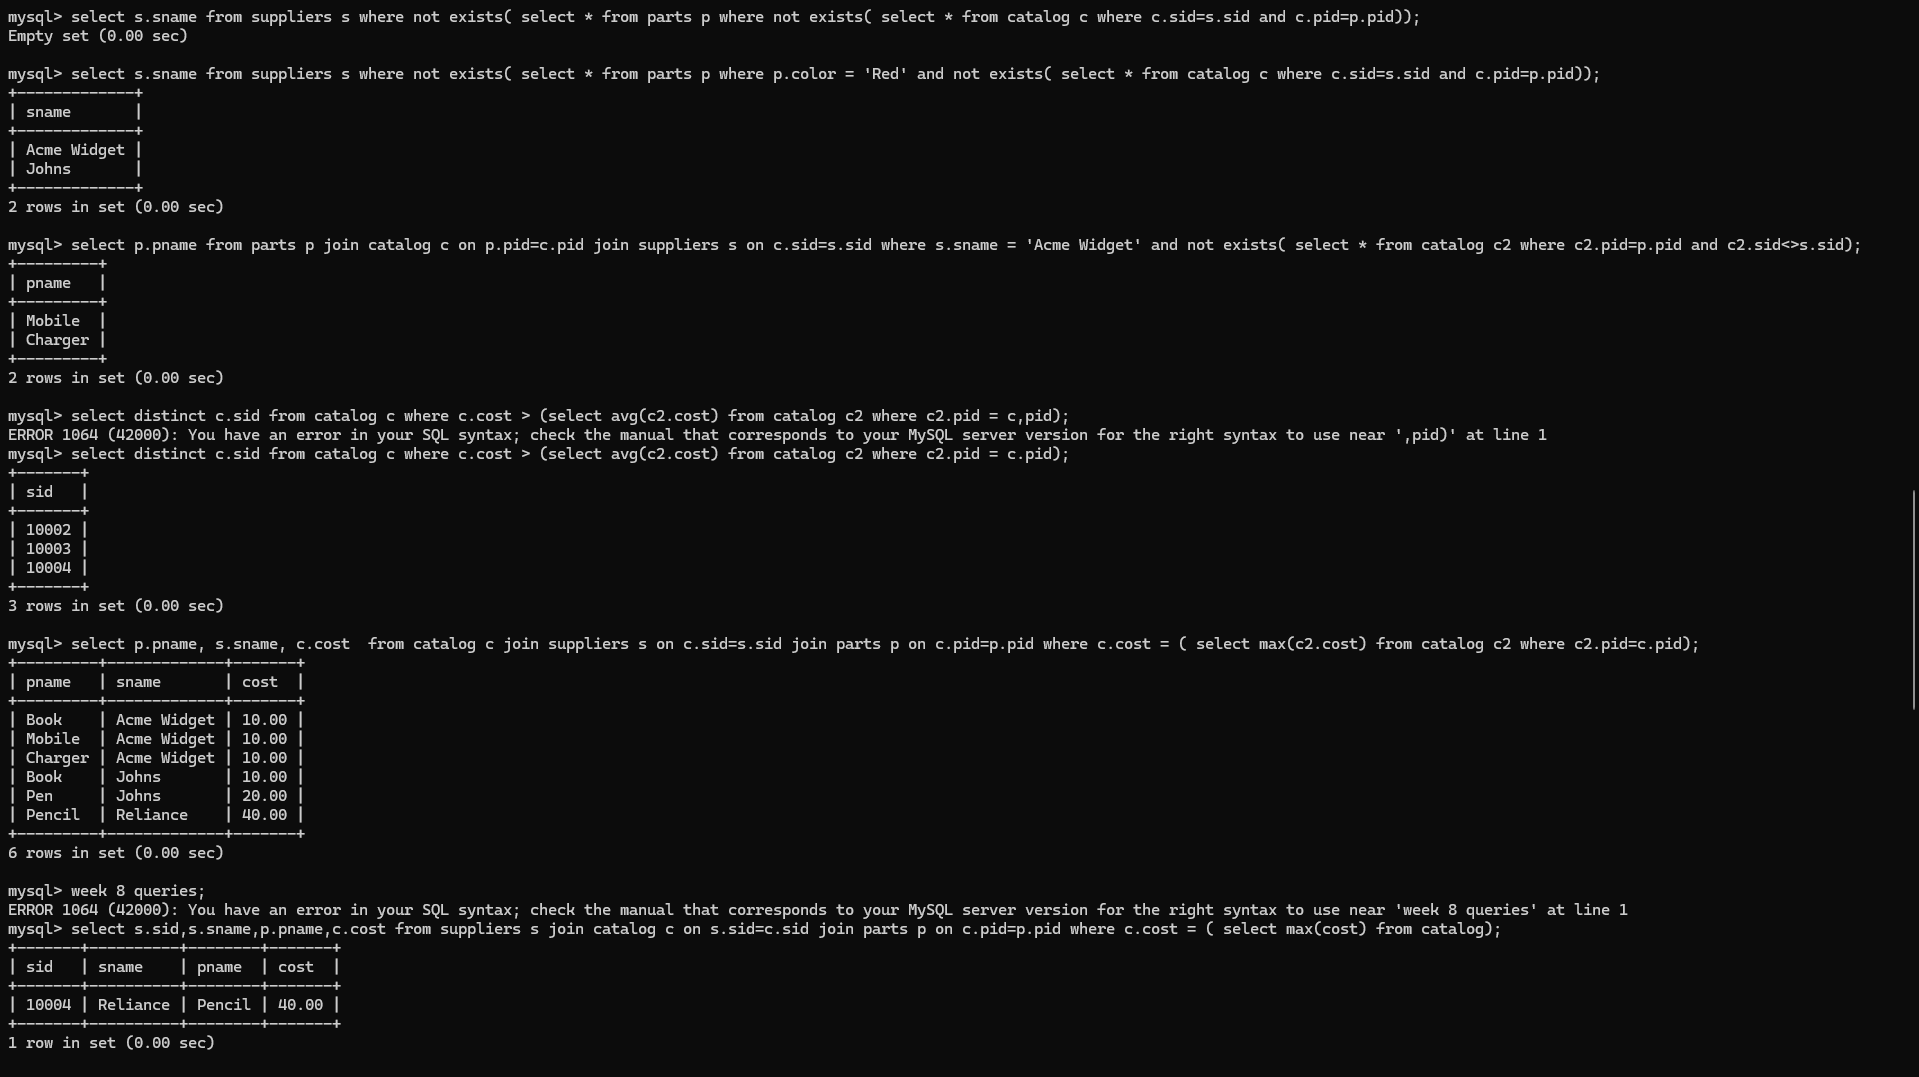 mysql> select s.sname from suppliers s where not exists( select * from parts p where not exists( select * from catalog c where c.sid=s.sid and c.pid=p.pid));
Empty set (0.00 sec)
mysql> select s.sname from suppliers s where not exists( select * from parts p where p.color = 'Red' and not exists( select * from catalog c where c.sid=s.sid and c.pid=p.pid));
+-------------+
| sname       |
+-------------+
| Acme Widget |
| Johns       |
+-------------+
2 rows in set (0.00 sec)
mysql> select p.pname from parts p join catalog c on p.pid=c.pid join suppliers s on c.sid=s.sid where s.sname = 'Acme Widget' and not exists( select * from catalog c2 where c2.pid=p.pid and c2.sid<>s.sid);
+---------+
| pname   |
+---------+
| Mobile  |
| Charger |
+---------+
2 rows in set (0.00 sec)
mysql> select distinct c.sid from catalog c where c.cost > (select avg(c2.cost) from catalog c2 where c2.pid = c,pid);
ERROR 1064 (42000): You have an error in your SQL syntax; check the manual that corresponds to your MySQL server version for the right syntax to use near ',pid)' at line 1
mysql> select distinct c.sid from catalog c where c.cost > (select avg(c2.cost) from catalog c2 where c2.pid = c.pid);
+-------+
| sid   |
+-------+
| 10002 |
| 10003 |
| 10004 |
+-------+
3 rows in set (0.00 sec)
mysql> select p.pname, s.sname, c.cost  from catalog c join suppliers s on c.sid=s.sid join parts p on c.pid=p.pid where c.cost = ( select max(c2.cost) from catalog c2 where c2.pid=c.pid);
+---------+-------------+-------+
| pname   | sname       | cost  |
+---------+-------------+-------+
| Book    | Acme Widget | 10.00 |
| Mobile  | Acme Widget | 10.00 |
| Charger | Acme Widget | 10.00 |
| Book    | Johns       | 10.00 |
| Pen     | Johns       | 20.00 |
| Pencil  | Reliance    | 40.00 |
+---------+-------------+-------+
6 rows in set (0.00 sec)
mysql> week 8 queries;
ERROR 1064 (42000): You have an error in your SQL syntax; check the manual that corresponds to your MySQL server version for the right syntax to use near 'week 8 queries' at line 1
mysql> select s.sid,s.sname,p.pname,c.cost from suppliers s join catalog c on s.sid=c.sid join parts p on c.pid=p.pid where c.cost = ( select max(cost) from catalog);
+-------+----------+--------+-------+
| sid   | sname    | pname  | cost  |
+-------+----------+--------+-------+
| 10004 | Reliance | Pencil | 40.00 |
+-------+----------+--------+-------+
1 row in set (0.00 sec)